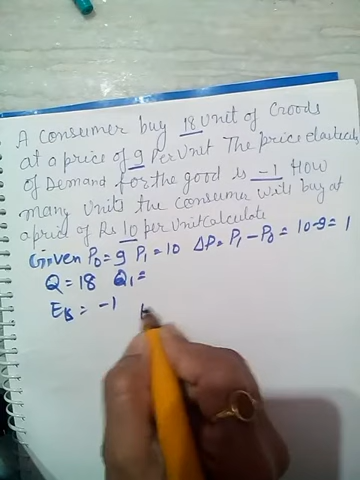 A Consumer buy 18 Unit of Goods
at a price of 9 Per Unit The price elasticity
of Demand for the good is -1 How
many Units the consumer will buy at
a price of Rs 10 per Unit calculate
Given P₀ = 9 P₁ = 10 ΔP = P₁ - P₀ = 10-9 = 1
Q = 18 Q₁ =
= -1